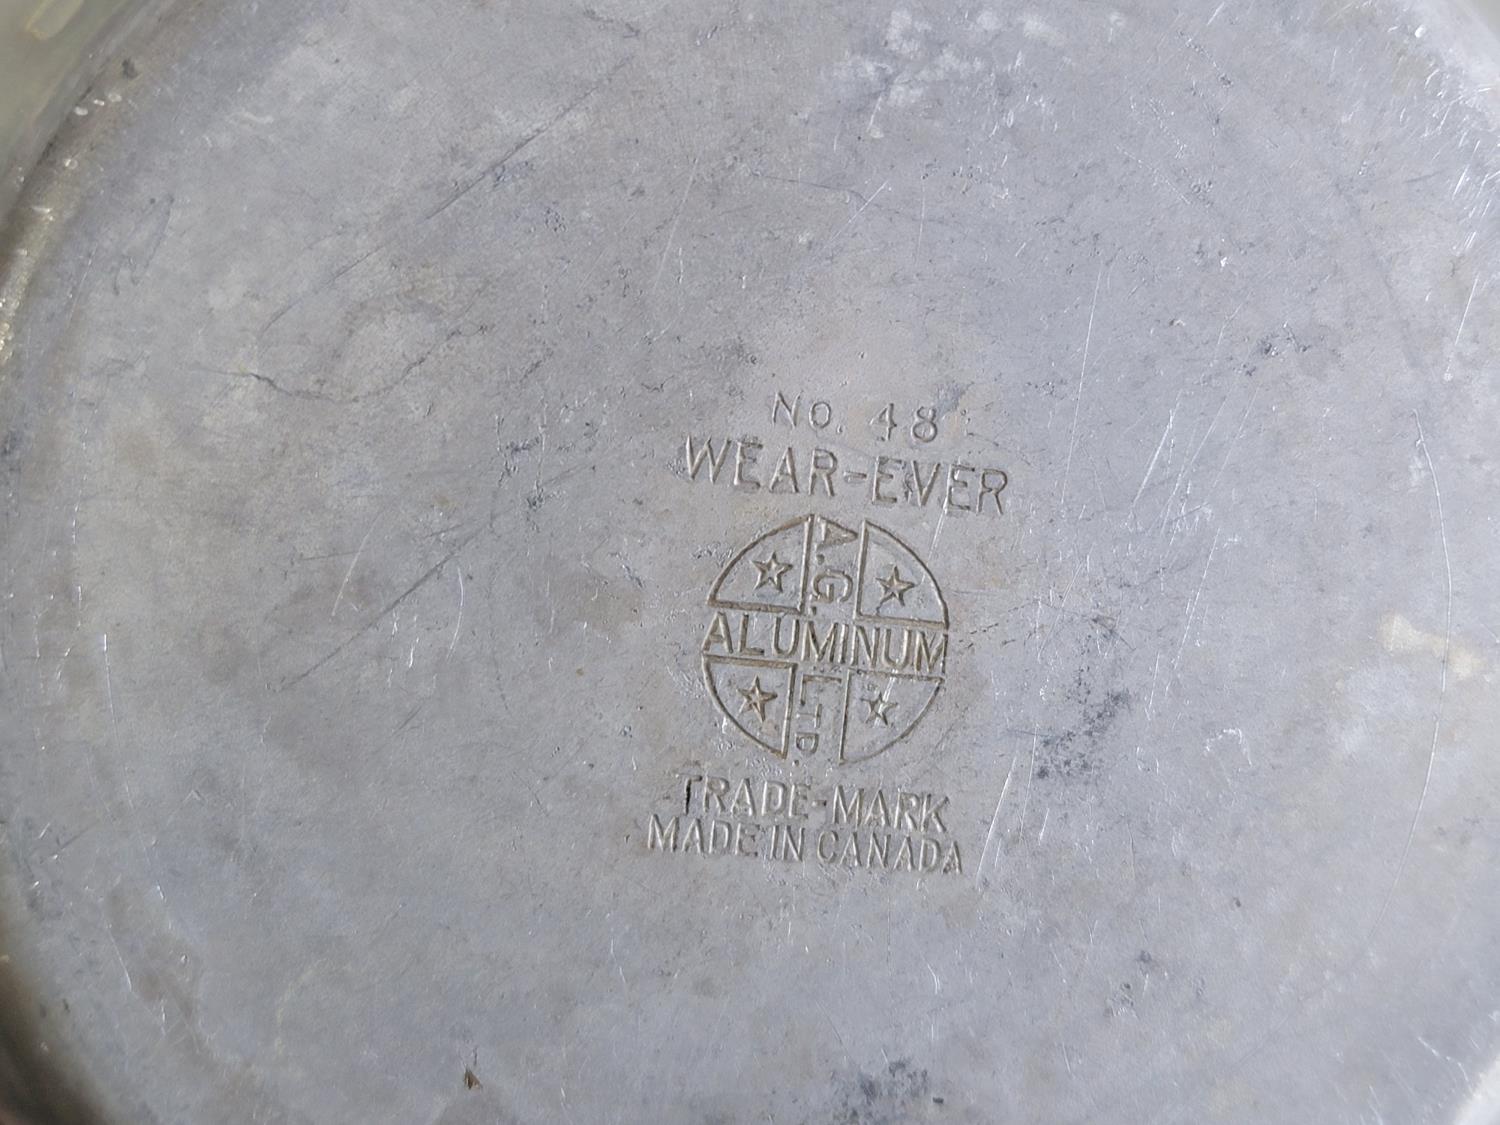 No. 48
WEAR-EVER
A.G.
ALUMINUM
LTD.
TRADE-MARK
MADE IN CANADA